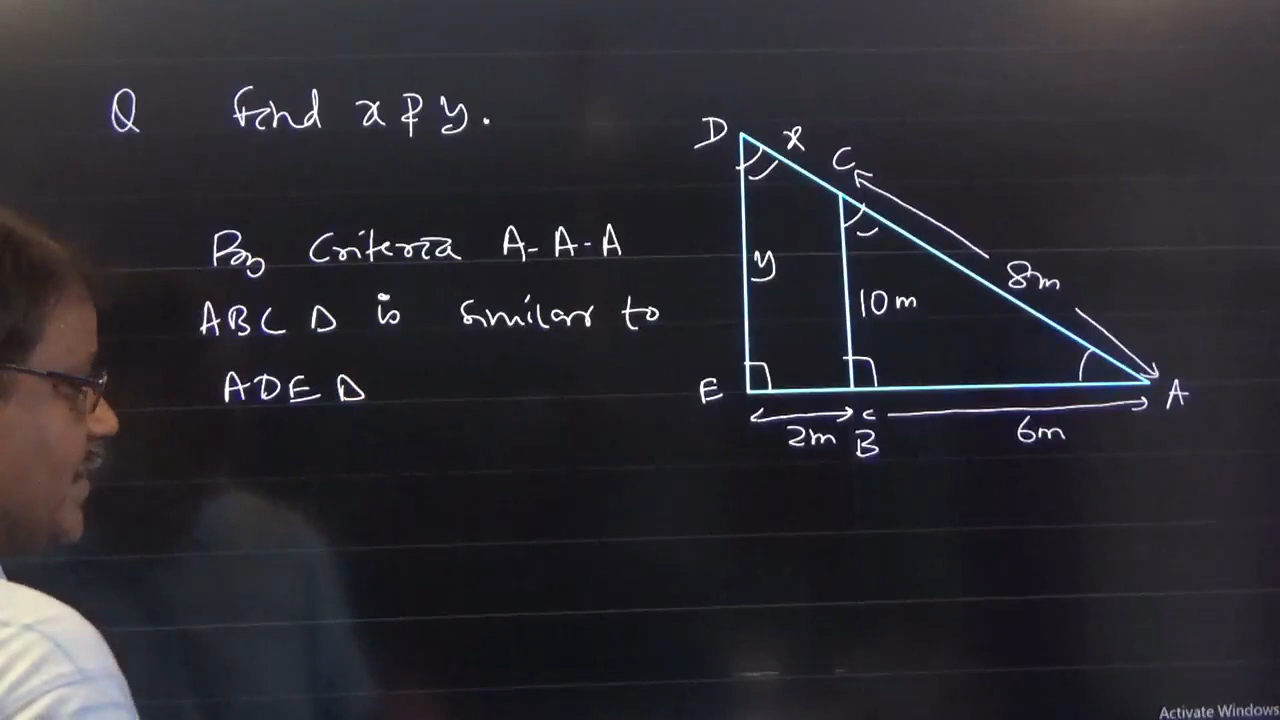 Q Find x & y.
By Criteria A-A-A
ABC Δ is similar to
ADE Δ
D x C
y
8m
10m
E A
2m B 6m
Activate Windows